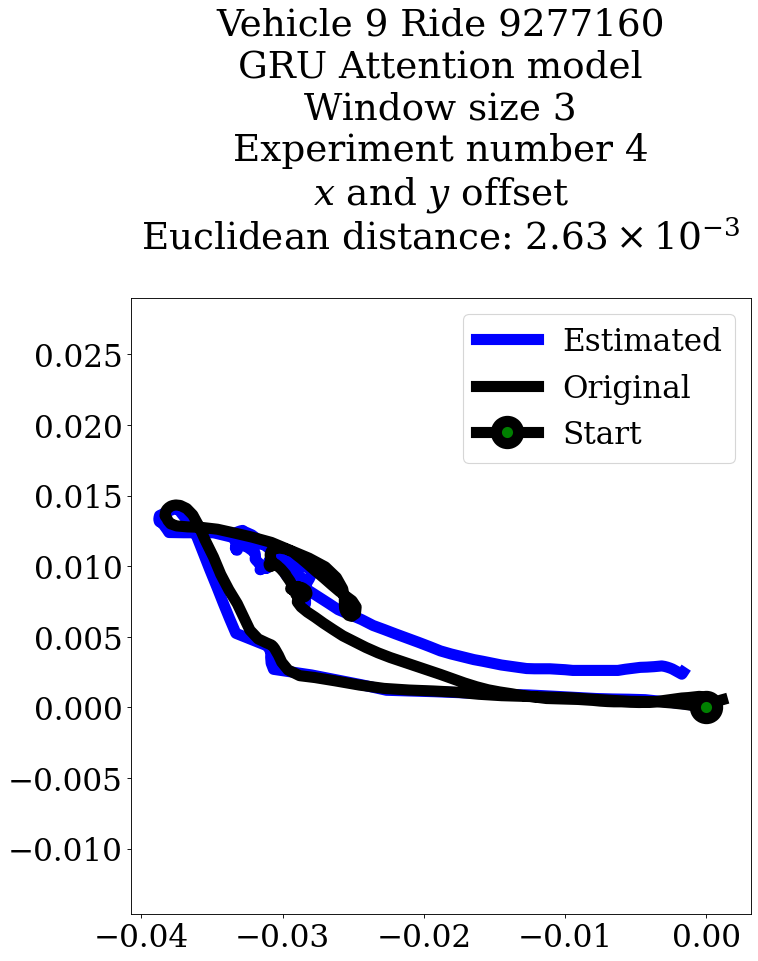 Vehicle 9 Ride 9277160
GRU Attention model
Window size 3
Experiment number 4
x and y offset
Euclidean distance: 2.63 × 10⁻³
Estimated
Original
Start
0.025
0.020
0.015
0.010
0.005
0.000
−0.005
−0.010
−0.04 −0.03 −0.02 −0.01 0.00